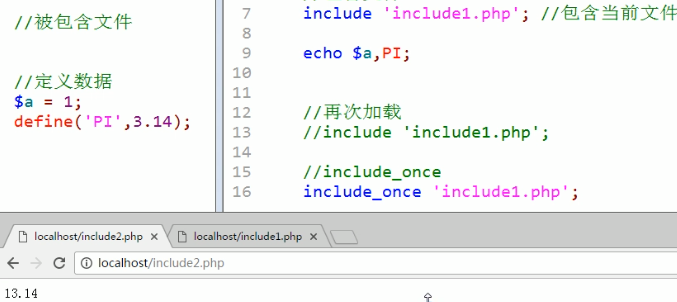 //被包含文件
//定义数据
$a = 1;
define('PI',3.14);
7 include 'include1.php'; //包含当前文件
8
9 echo $a,PI;
10
11
12 //再次加载
13 //include 'include1.php';
14
15 //include_once
16 include_once 'include1.php';
localhost/include2.php
localhost/include1.php
localhost/include2.php
13.14